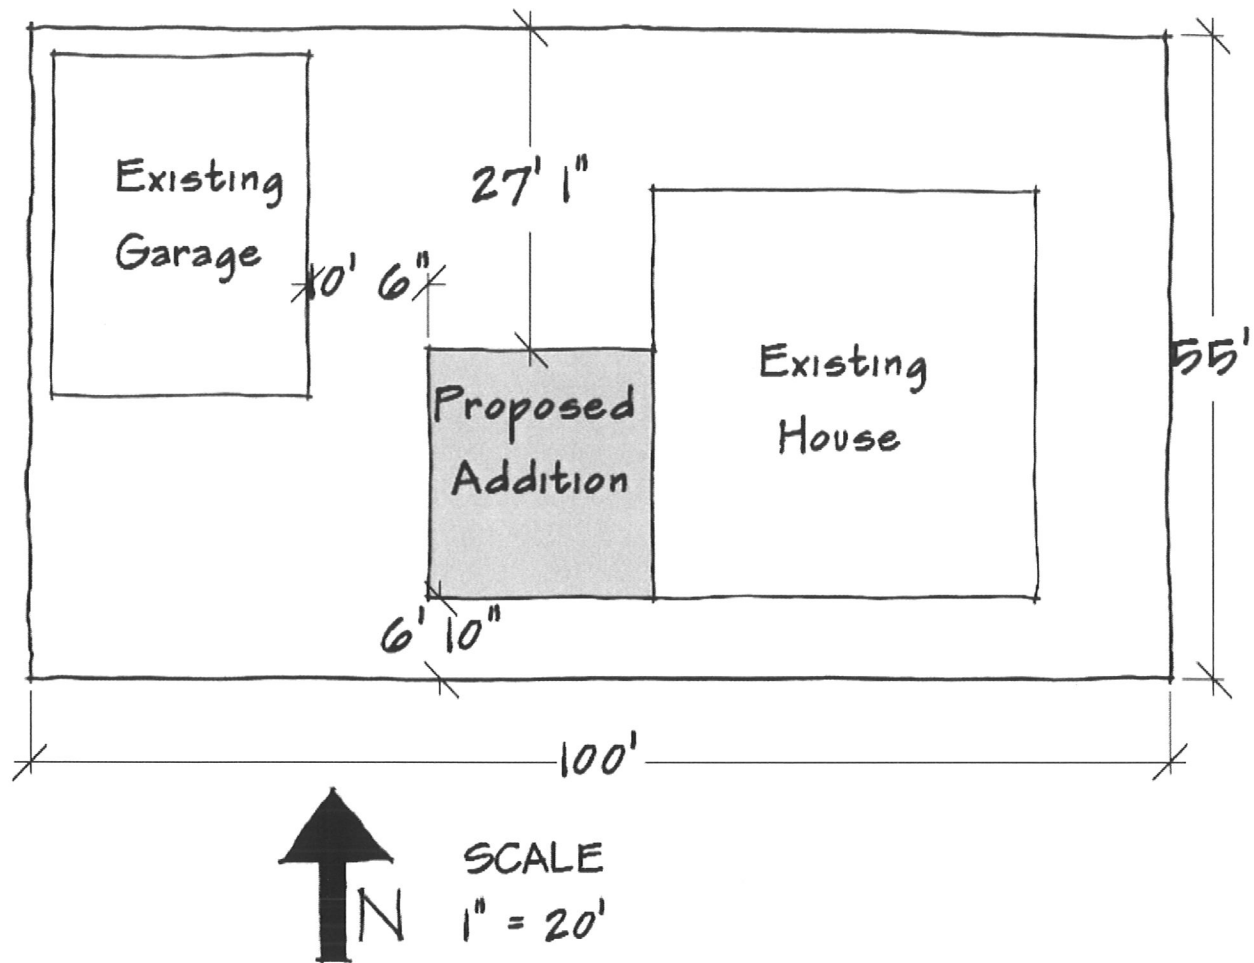 27' 1"
Existing
Garage
10' 6"
Existing
House
55'
Proposed
Addition
6' 10"
100'
N
SCALE
1" = 20'